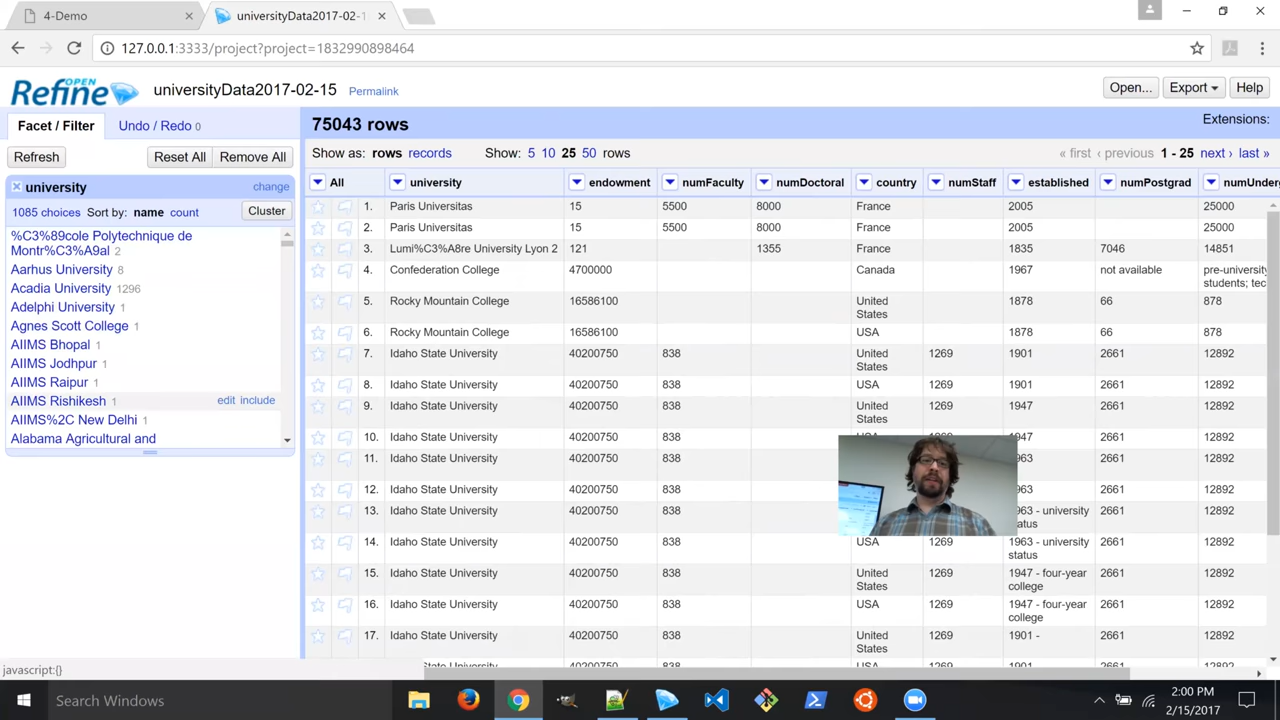 4-Demo
universityData2017-02-1
127.0.0.1:3333/project?project=1832990898464
OPEN Refine universityData2017-02-15 Permalink Open... Export Help
Facet / Filter Undo / Redo 0 75043 rows Extensions:
Refresh Reset All Remove All Show as: rows records Show: 5 10 25 50 rows « first ‹ previous 1 - 25 next › last »
university change
1085 choices Sort by: name count Cluster
%C3%89cole Polytechnique de
Montr%C3%A9al 2
Aarhus University 8
Acadia University 1296
Adelphi University 1
Agnes Scott College 1
AIIMS Bhopal 1
AIIMS Jodhpur 1
AIIMS Raipur 1
AIIMS Rishikesh 1 edit include
AIIMS%2C New Delhi 1
Alabama Agricultural and
All university endowment numFaculty numDoctoral country numStaff established numPostgrad numUnderg
1. Paris Universitas 15 5500 8000 France 2005 25000
2. Paris Universitas 15 5500 8000 France 2005 25000
3. Lumi%C3%A8re University Lyon 2 121 1355 France 1835 7046 14851
4. Confederation College 4700000 Canada 1967 not available pre-university
students; tec
5. Rocky Mountain College 16586100 United 1878 66 878
States
6. Rocky Mountain College 16586100 USA 1878 66 878
7. Idaho State University 40200750 838 United 1269 1901 2661 12892
States
8. Idaho State University 40200750 838 USA 1269 1901 2661 12892
9. Idaho State University 40200750 838 United 1269 1947 2661 12892
States
10. Idaho State University 40200750 838 2661 12892
11. Idaho State University 40200750 838 2661 12892
12. Idaho State University 40200750 838 2661 12892
13. Idaho State University 40200750 838 - university 2661 12892
14. Idaho State University 40200750 838 USA 1269 1963 - university 2661 12892
status
15. Idaho State University 40200750 838 United 1269 1947 - four-year 2661 12892
States college
16. Idaho State University 40200750 838 USA 1269 1947 - four-year 2661 12892
college
17. Idaho State University 40200750 838 United 1269 1901 - 2661 12892
States
State University 40200750 838 USA 1269 1901 2661 12892
javascript:{}
Search Windows
2:00 PM
2/15/2017